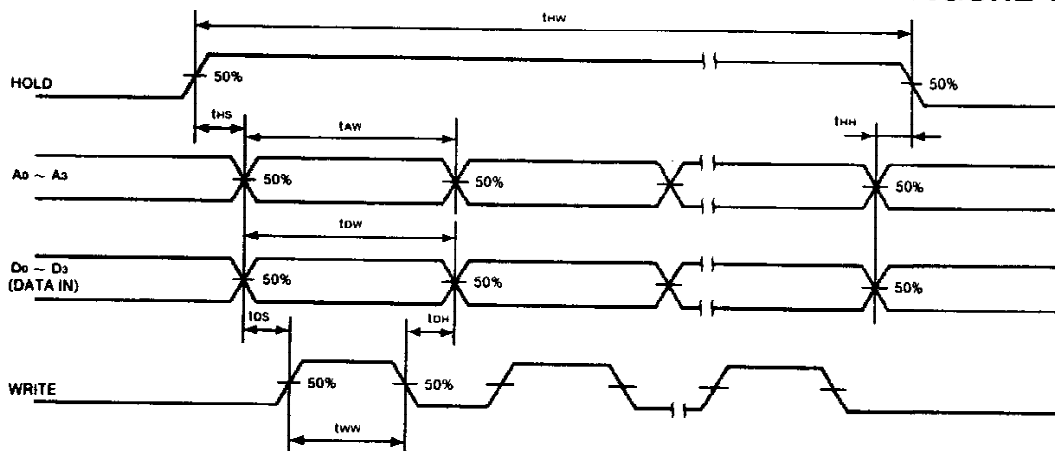 tHW
HOLD
50%
50%
tHS
tAW
tHH
A0 ~ A3
50%
50%
50%
tDW
D0 ~ D3
(DATA IN)
50%
50%
50%
tDS
tDH
WRITE
50%
50%
tWW